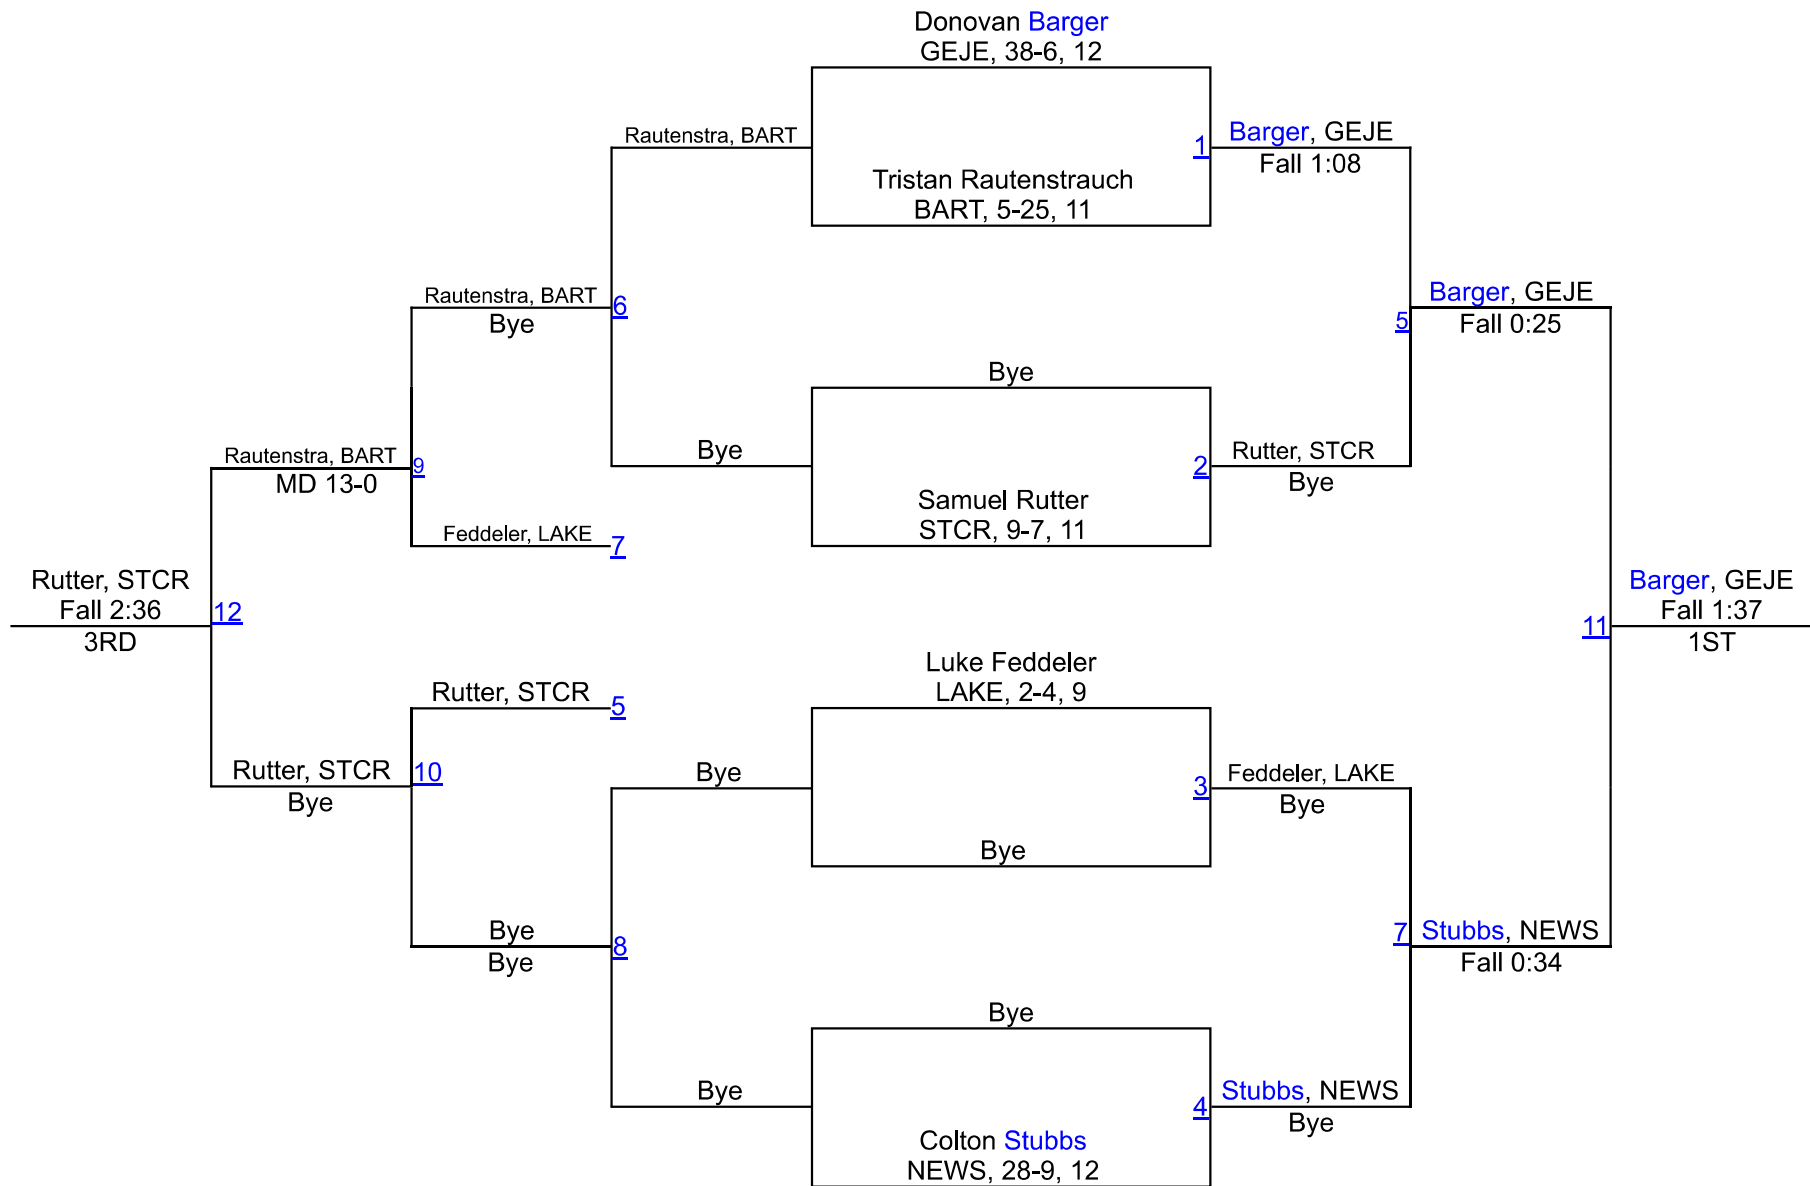 Donovan Barger
GEJE, 38-6, 12
Rautenstra, BART
1
Barger, GEJE
Fall 1:08
Tristan Rautenstrauch
BART, 5-25, 11
Rautenstra, BART
Bye
6
Barger, GEJE
Fall 0:25
5
Bye
Rautenstra, BART
MD 13-0
9
Bye
2
Rutter, STCR
Bye
Samuel Rutter
STCR, 9-7, 11
Feddeler, LAKE
7
Rutter, STCR
Fall 2:36
3RD
12
Barger, GEJE
Fall 1:37
1ST
11
Luke Feddeler
LAKE, 2-4, 9
Rutter, STCR
5
Rutter, STCR
Bye
10
Bye
3
Feddeler, LAKE
Bye
Bye
Bye
Bye
8
7
Stubbs, NEWS
Fall 0:34
Bye
Bye
4
Stubbs, NEWS
Bye
Colton Stubbs
NEWS, 28-9, 12